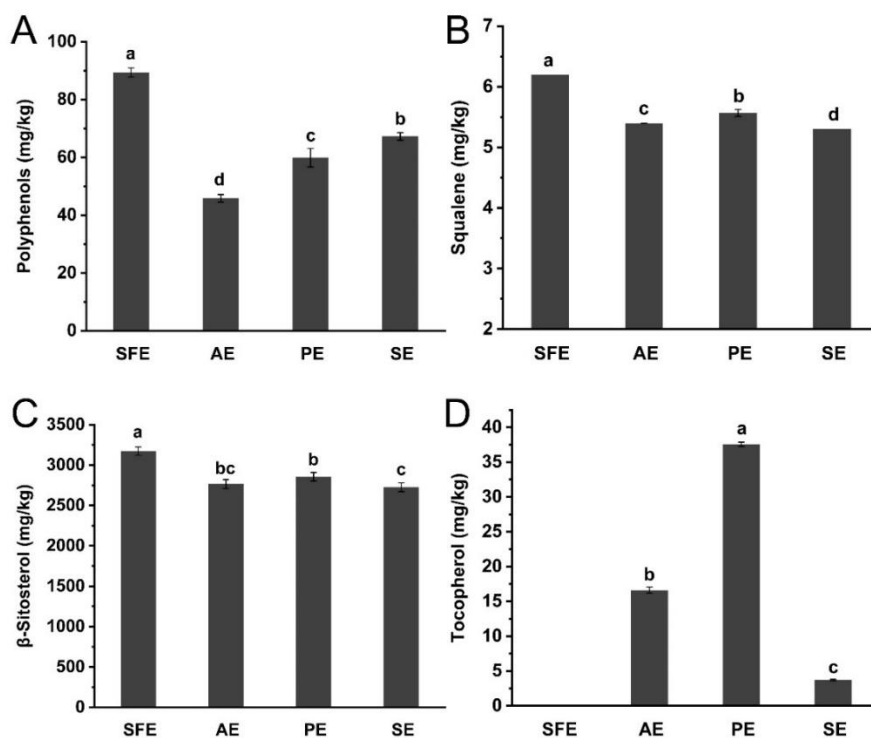 A
Polyphenols (mg/kg)
100
80
60
40
20
0
a
d
c
b
SFE AE PE SE
B
Squalene (mg/kg)
7
6
5
4
3
2
a
c
b
d
SFE AE PE SE
C
β-Sitosterol (mg/kg)
3500
3000
2500
2000
1500
1000
500
0
a
bc
b
c
SFE AE PE SE
D
Tocopherol (mg/kg)
40
35
30
25
20
15
10
5
0
b
a
c
SFE AE PE SE